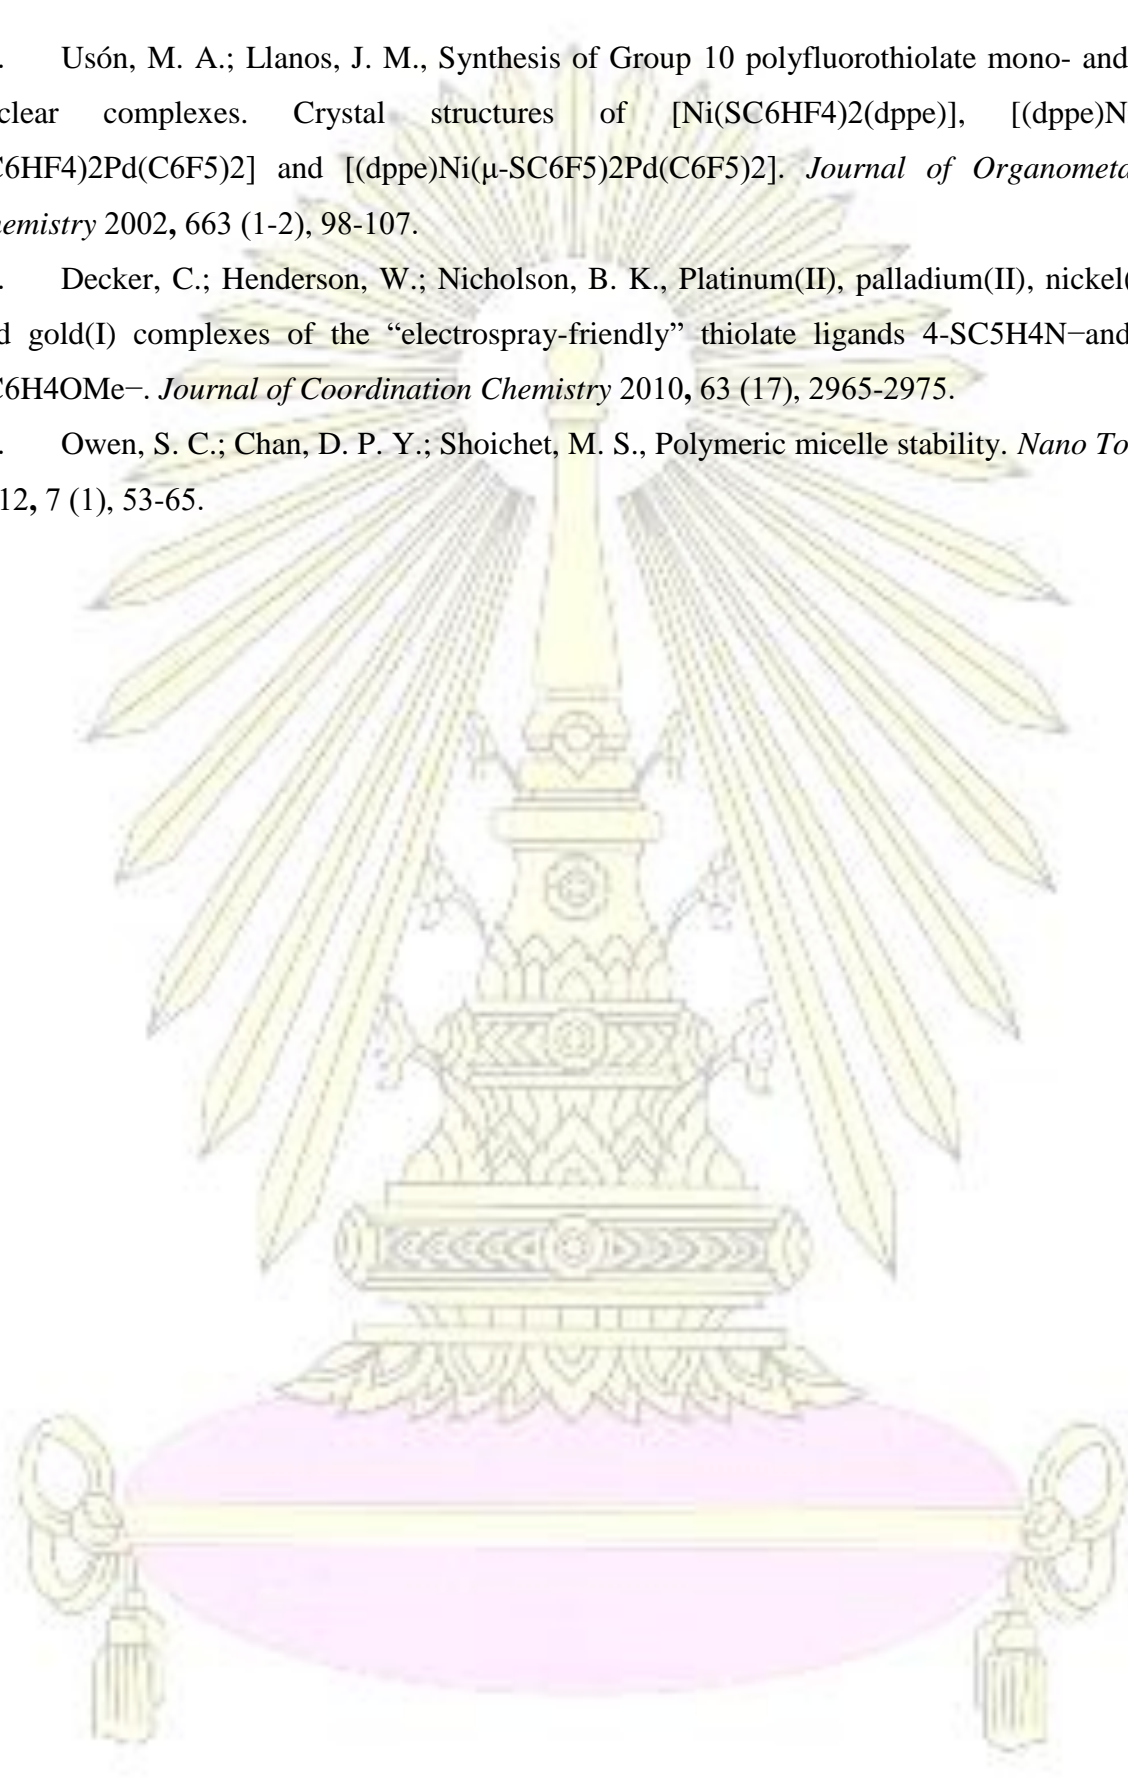 . Usón, M. A.; Llanos, J. M., Synthesis of Group 10 polyfluorothiolate mono- and
clear complexes. Crystal structures of [Ni(SC6HF4)2(dppe)], [(dppe)N
C6HF4)2Pd(C6F5)2] and [(dppe)Ni(μ-SC6F5)2Pd(C6F5)2]. Journal of Organometa
emistry 2002, 663 (1-2), 98-107.
. Decker, C.; Henderson, W.; Nicholson, B. K., Platinum(II), palladium(II), nickel(
d gold(I) complexes of the “electrospray-friendly” thiolate ligands 4-SC5H4N−and
C6H4OMe−. Journal of Coordination Chemistry 2010, 63 (17), 2965-2975.
. Owen, S. C.; Chan, D. P. Y.; Shoichet, M. S., Polymeric micelle stability. Nano To
12, 7 (1), 53-65.